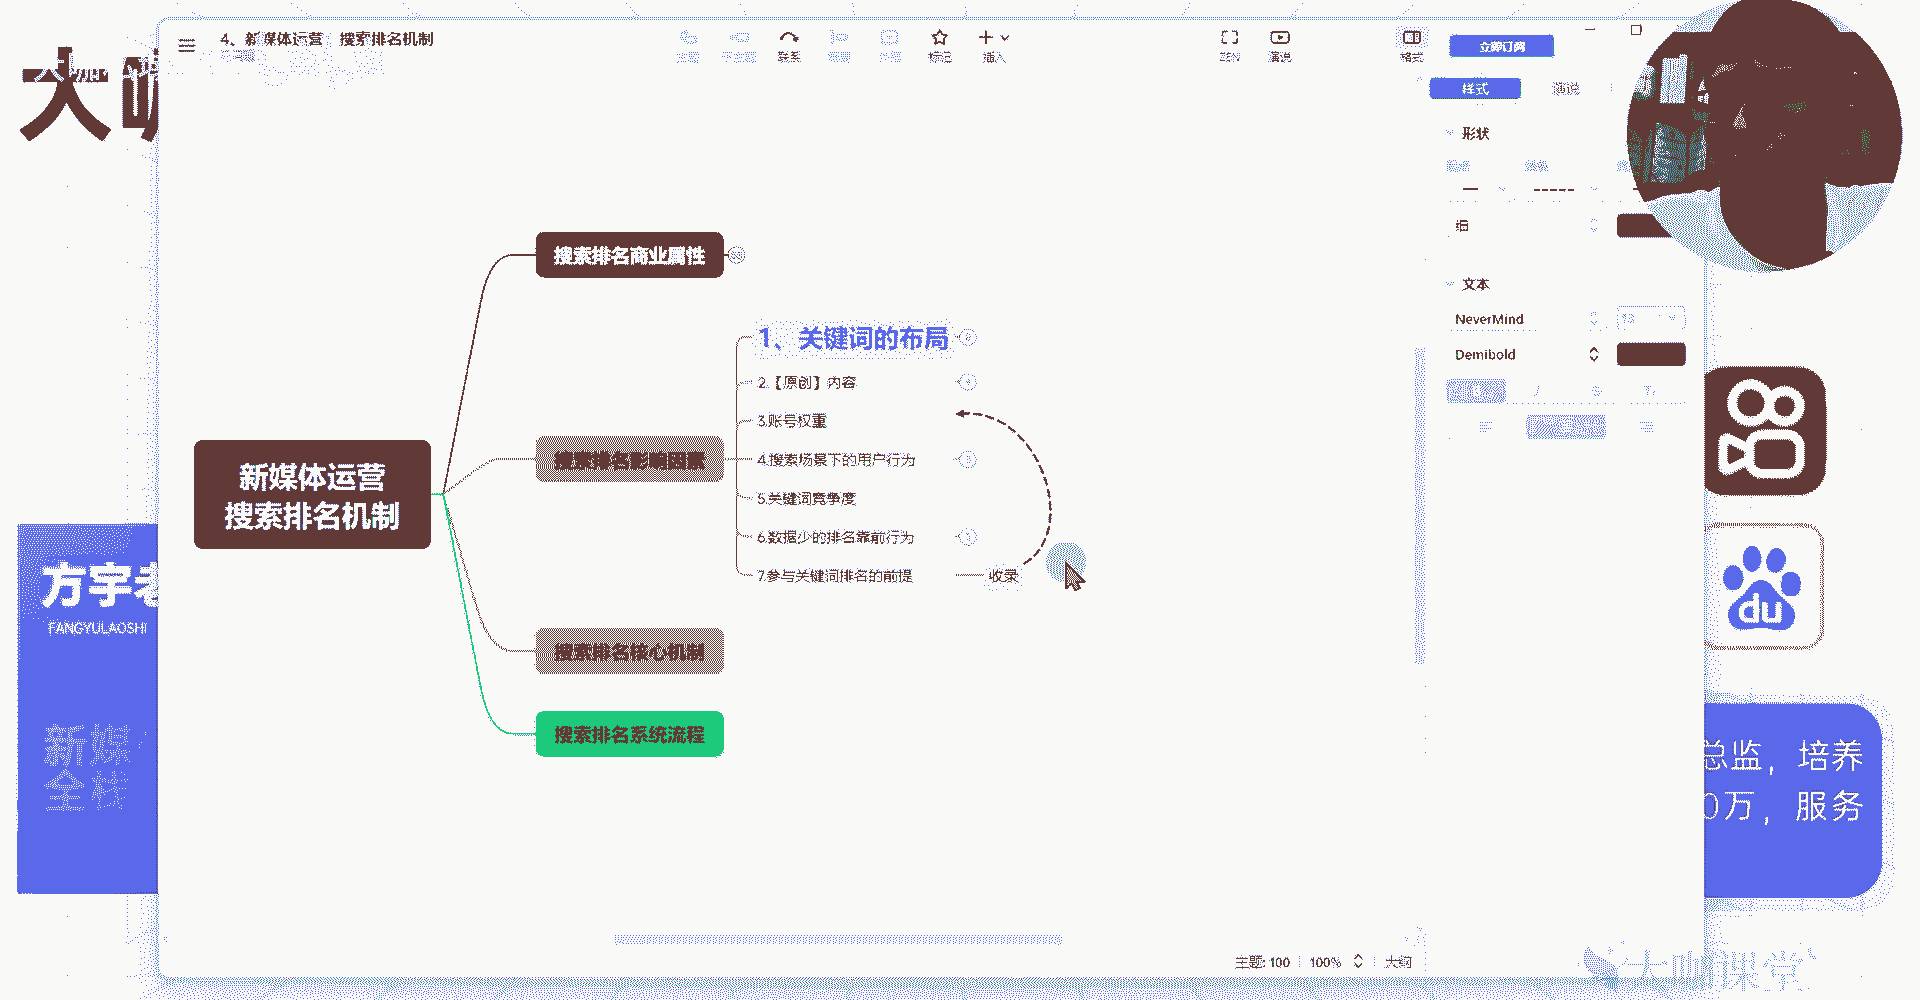 4、新媒体运营 搜索排名机制
联系
标记
插入
ZEN
演说
格式
立即订阅
样式
演说
形状
细
文本
NeverMind
Demibold
大咖
搜索排名商业属性
1、关键词的布局
2.【原创】内容
3.账号权重
4.搜索场景下的用户行为
5.关键词竞争度
6.数据少的排名靠前行为
7.参与关键词排名的前提
收录
搜索排名影响因素
新媒体运营
搜索排名机制
搜索排名核心机制
搜索排名系统流程
方宇老
FANGYULAOSHI
新媒
全栈
du
总监，培养
0万，服务
主题: 100
100%
大纲
大咖课堂